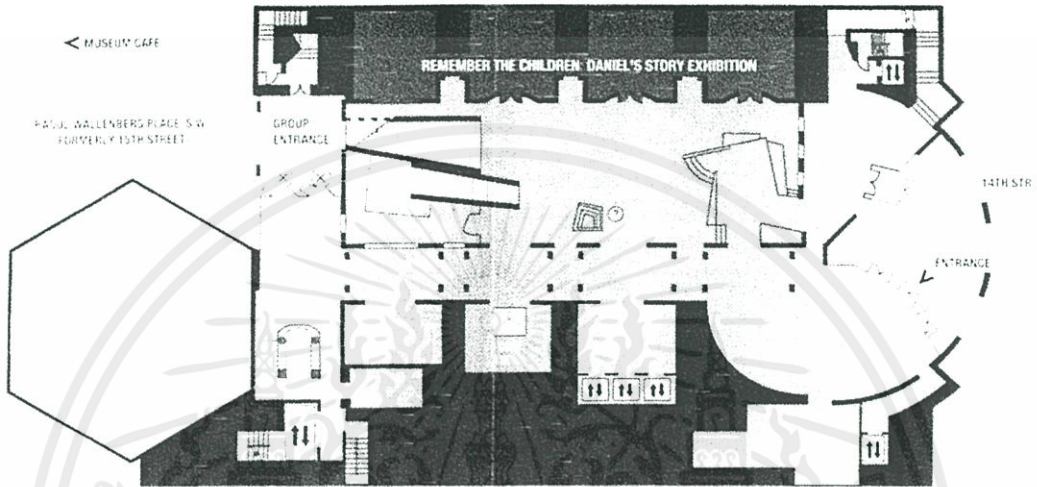 MUSEUM CAFE
REMEMBER THE CHILDREN: DANIEL'S STORY EXHIBITION
RAOUL WALLENBERG PLACE, S.W.
FORMERLY 15TH STREET
GROUP
ENTRANCE
14TH STR
ENTRANCE
?